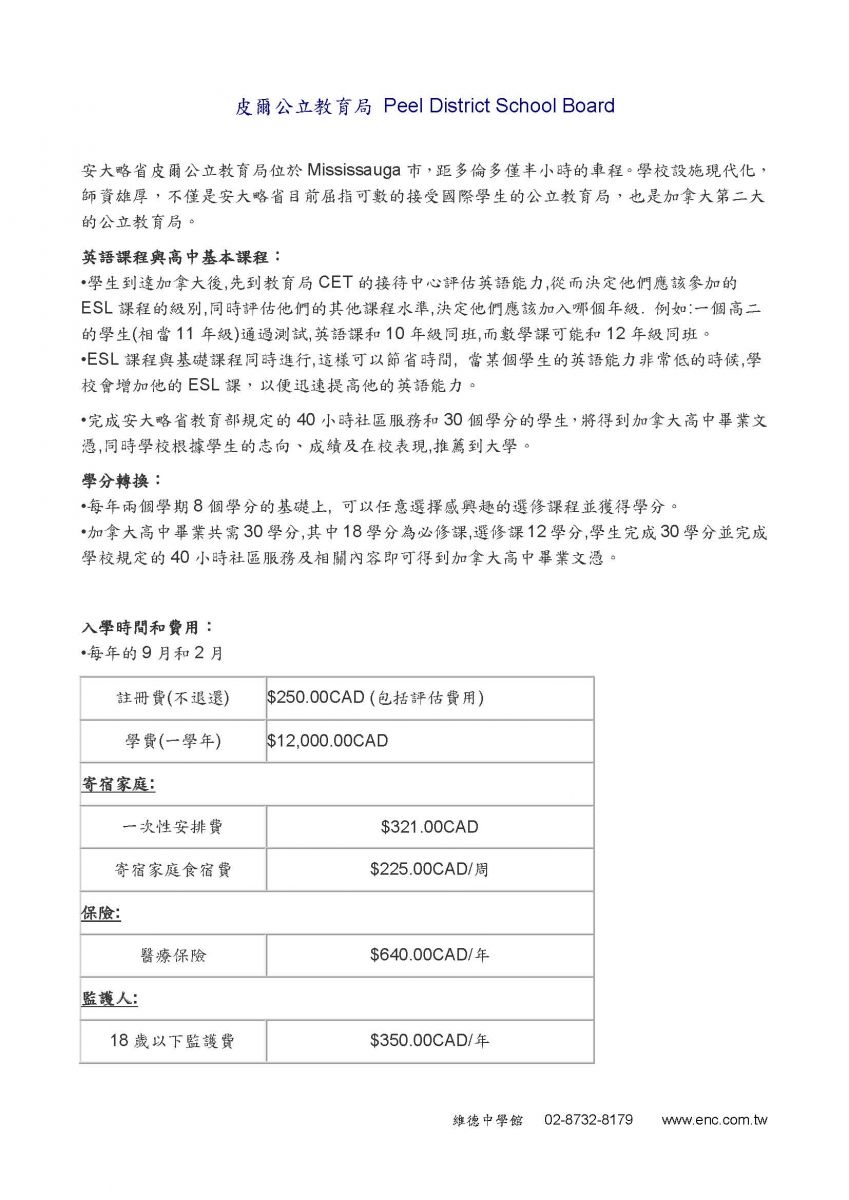 皮爾公立教育局 Peel District School Board
安大略省皮爾公立教育局位於 Mississauga 市，距多倫多僅半小時的車程。學校設施現代化，
師資雄厚，不僅是安大略省目前屈指可數的接受國際學生的公立教育局，也是加拿大第二大
的公立教育局。
英語課程與高中基本課程：
•學生到達加拿大後,先到教育局 CET 的接待中心評估英語能力,從而決定他們應該參加的
ESL 課程的級別,同時評估他們的其他課程水準,決定他們應該加入哪個年級. 例如:一個高二
的學生(相當 11 年級)通過測試,英語課和 10 年級同班,而數學課可能和 12 年級同班。
•ESL 課程與基礎課程同時進行,這樣可以節省時間, 當某個學生的英語能力非常低的時候,學
校會增加他的 ESL 課，以便迅速提高他的英語能力。
•完成安大略省教育部規定的 40 小時社區服務和 30 個學分的學生，將得到加拿大高中畢業文
憑,同時學校根據學生的志向、成績及在校表現,推薦到大學。
學分轉換：
•每年兩個學期 8 個學分的基礎上, 可以任意選擇感興趣的選修課程並獲得學分。
•加拿大高中畢業共需 30 學分,其中 18 學分為必修課,選修課 12 學分,學生完成 30 學分並完成
學校規定的 40 小時社區服務及相關內容即可得到加拿大高中畢業文憑。
入學時間和費用：
•每年的 9 月和 2 月
註冊費(不退還) $250.00CAD (包括評估費用)
學費(一學年) $12,000.00CAD
寄宿家庭:
一次性安排費 $321.00CAD
寄宿家庭食宿費 $225.00CAD/周
保險:
醫療保險 $640.00CAD/年
監護人:
18 歲以下監護費 $350.00CAD/年
維德中學館 02-8732-8179 www.enc.com.tw